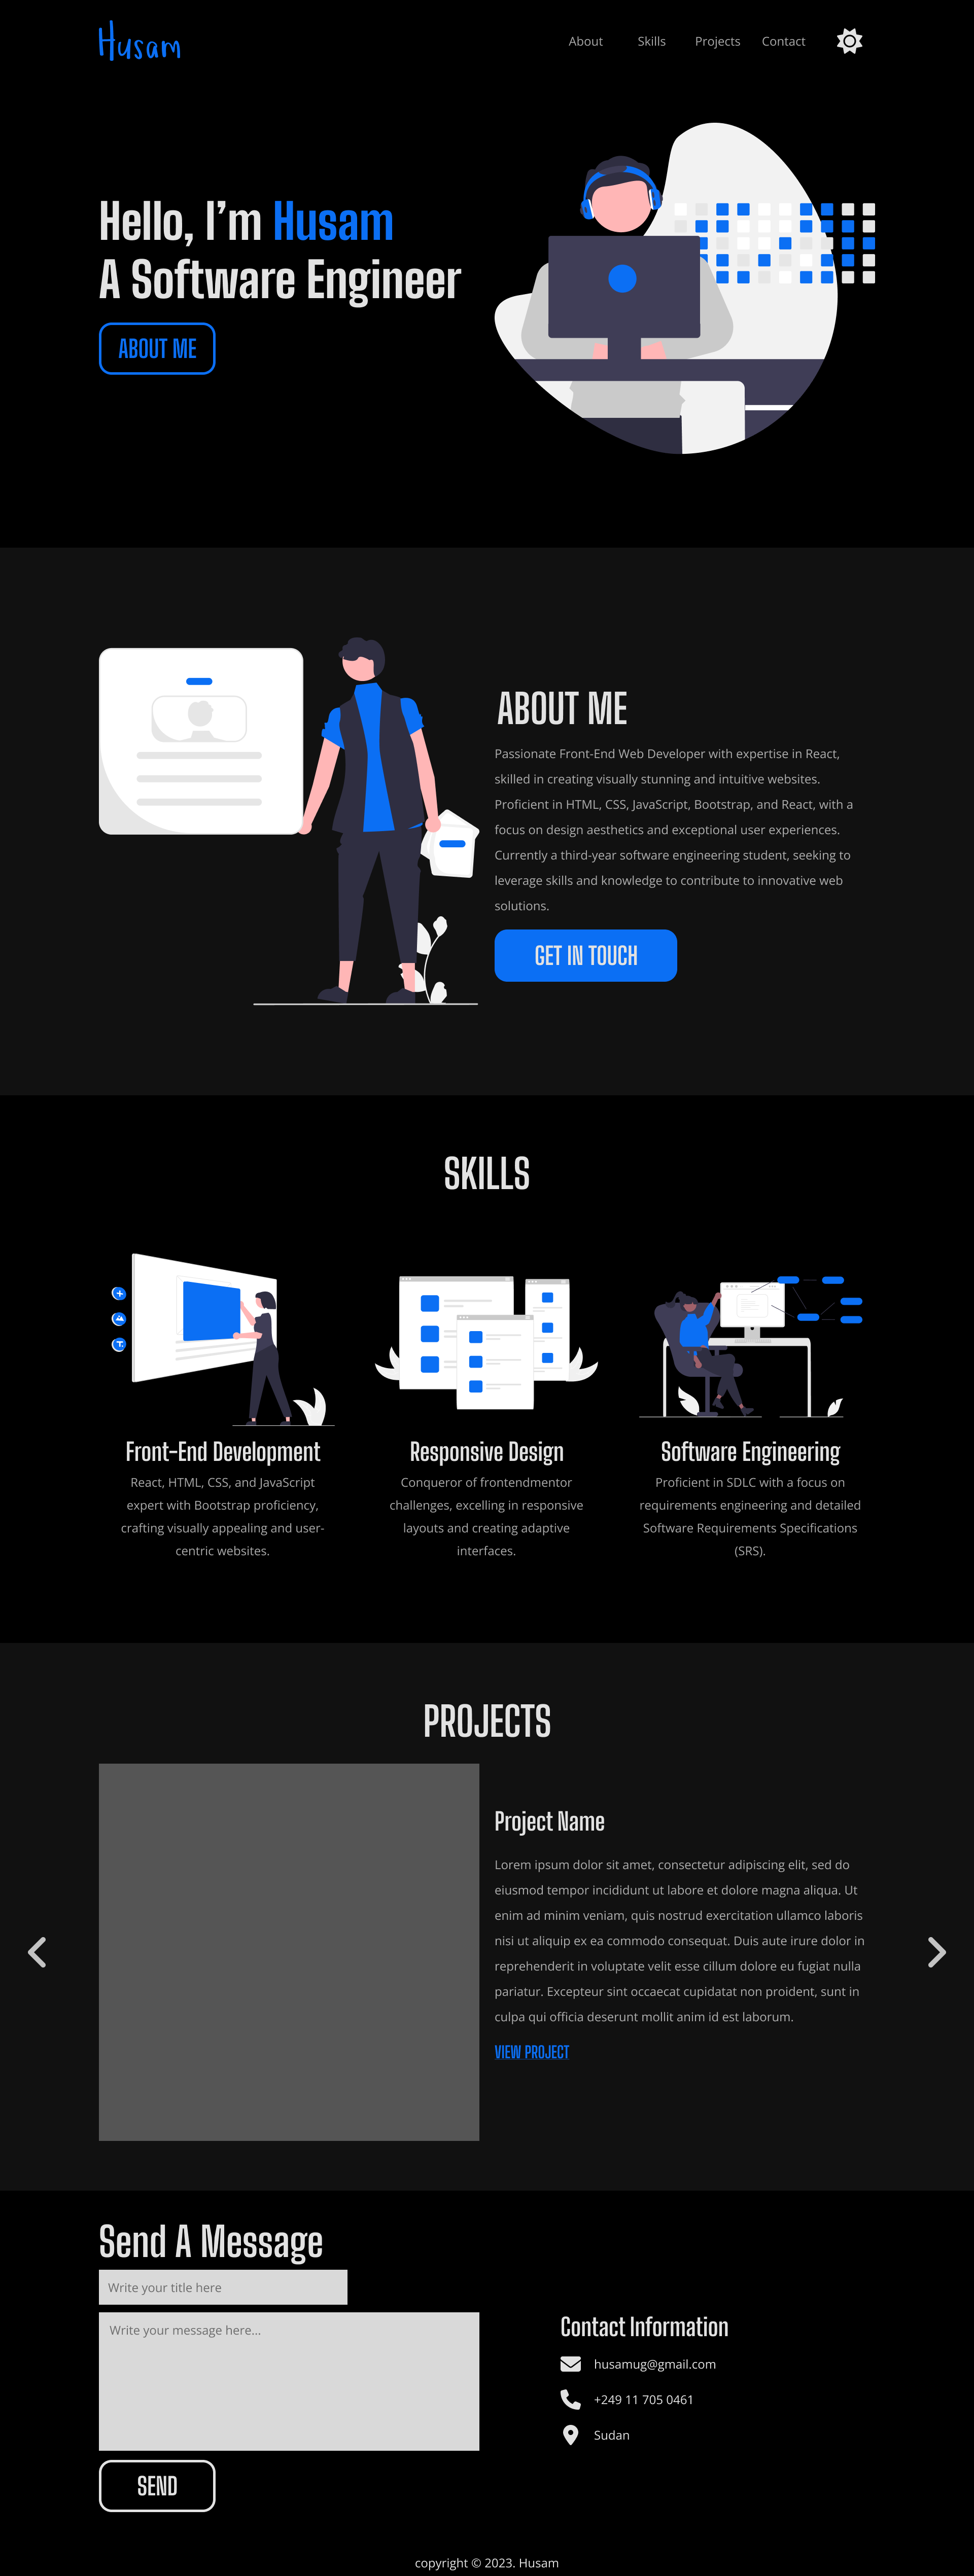 Husam
About Skills Projects Contact
Hello, I'm Husam
A Software Engineer
ABOUT ME
ABOUT ME
Passionate Front-End Web Developer with expertise in React,
skilled in creating visually stunning and intuitive websites.
Proficient in HTML, CSS, JavaScript, Bootstrap, and React, with a
focus on design aesthetics and exceptional user experiences.
Currently a third-year software engineering student, seeking to
leverage skills and knowledge to contribute to innovative web
solutions.
GET IN TOUCH
SKILLS
Front-End Development
React, HTML, CSS, and JavaScript
expert with Bootstrap proficiency,
crafting visually appealing and user-
centric websites.
Responsive Design
Conqueror of frontendmentor
challenges, excelling in responsive
layouts and creating adaptive
interfaces.
Software Engineering
Proficient in SDLC with a focus on
requirements engineering and detailed
Software Requirements Specifications
(SRS).
PROJECTS
Project Name
Lorem ipsum dolor sit amet, consectetur adipiscing elit, sed do
eiusmod tempor incididunt ut labore et dolore magna aliqua. Ut
enim ad minim veniam, quis nostrud exercitation ullamco laboris
nisi ut aliquip ex ea commodo consequat. Duis aute irure dolor in
reprehenderit in voluptate velit esse cillum dolore eu fugiat nulla
pariatur. Excepteur sint occaecat cupidatat non proident, sunt in
culpa qui officia deserunt mollit anim id est laborum.
VIEW PROJECT
Send A Message
Write your title here
Write your message here...
SEND
Contact Information
husamug@gmail.com
+249 11 705 0461
Sudan
copyright © 2023. Husam